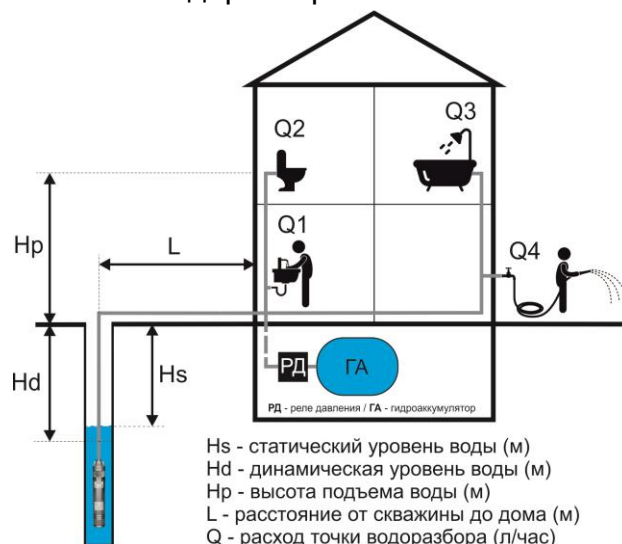 Q2
Q3
Q1
Q4
Hp
L
Hd
Hs
РД
ГА
РД - реле давления / ГА - гидроаккумулятор
Hs - статический уровень воды (м)
Hd - динамическая уровень воды (м)
Hp - высота подъема воды (м)
L - расстояние от скважины до дома (м)
Q - расход точки водоразбора (л/час)